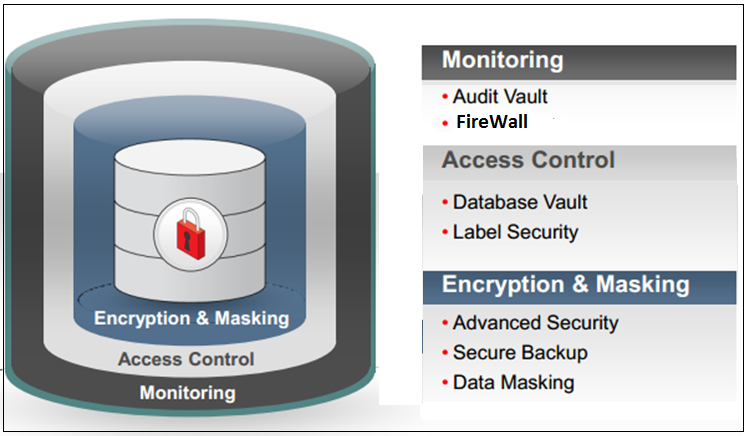 Encryption & Masking
Access Control
Monitoring
Monitoring
• Audit Vault
• FireWall
Access Control
• Database Vault
• Label Security
Encryption & Masking
• Advanced Security
• Secure Backup
• Data Masking